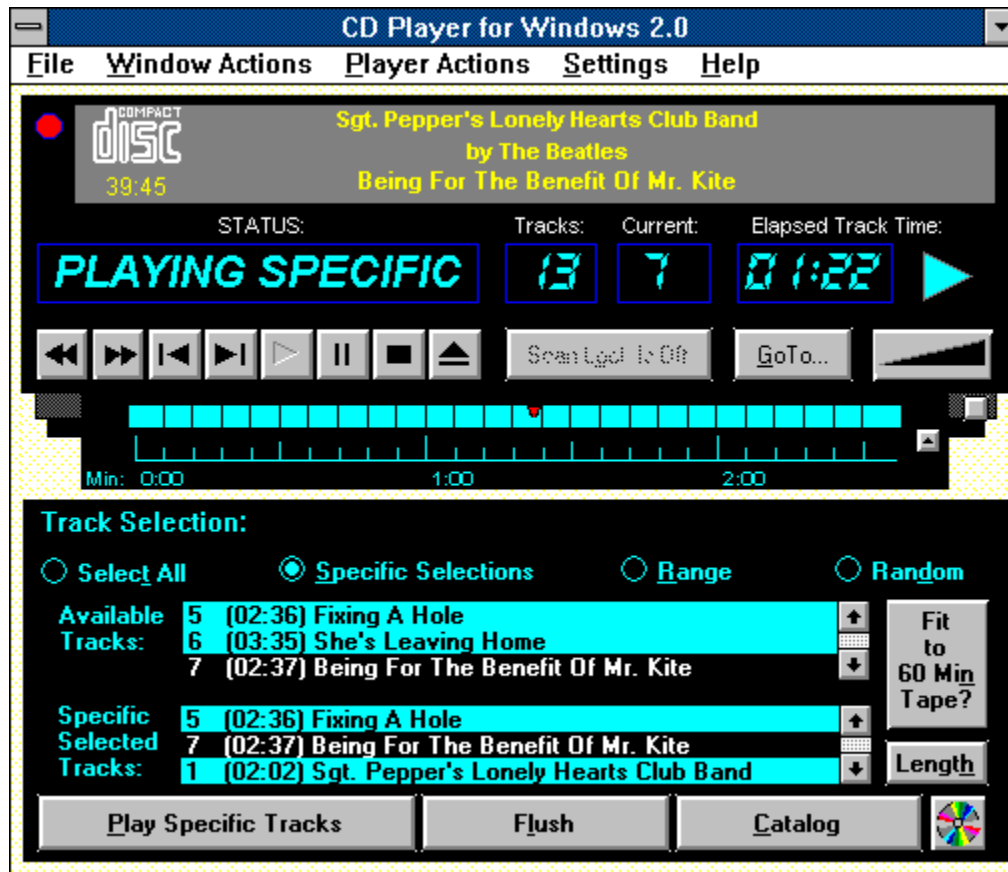 CD Player for Windows 2.0
File Window Actions Player Actions Settings Help
COMPACT
disc
Sgt. Pepper's Lonely Hearts Club Band
by The Beatles
39:45 Being For The Benefit Of Mr. Kite
STATUS: Tracks: Current: Elapsed Track Time:
PLAYING SPECIFIC 13 7 01:22
Scan Lgcl Is Off GoTo...
Min: 0:00 1:00 2:00
Track Selection:
Select All Specific Selections Range Random
Available Tracks:
5 (02:36) Fixing A Hole
6 (03:35) She's Leaving Home
7 (02:37) Being For The Benefit Of Mr. Kite
Fit
to
60 Min
Tape?
Specific
Selected
Tracks:
5 (02:36) Fixing A Hole
7 (02:37) Being For The Benefit Of Mr. Kite
1 (02:02) Sgt. Pepper's Lonely Hearts Club Band
Length
Play Specific Tracks Flush Catalog